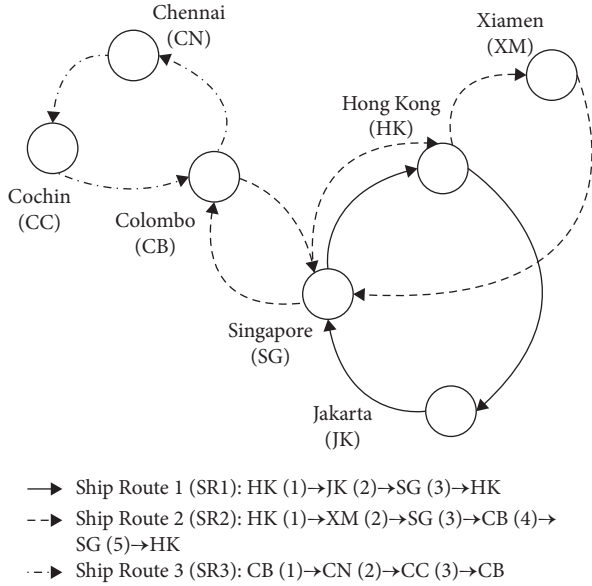 Chennai
(CN)
Xiamen
(XM)
Hong Kong
(HK)
Cochin
(CC)
Colombo
(CB)
Singapore
(SG)
Jakarta
(JK)
Ship Route 1 (SR1): HK (1)→JK (2)→SG (3)→HK
Ship Route 2 (SR2): HK (1)→XM (2)→SG (3)→CB (4)→
SG (5)→HK
Ship Route 3 (SR3): CB (1)→CN (2)→CC (3)→CB